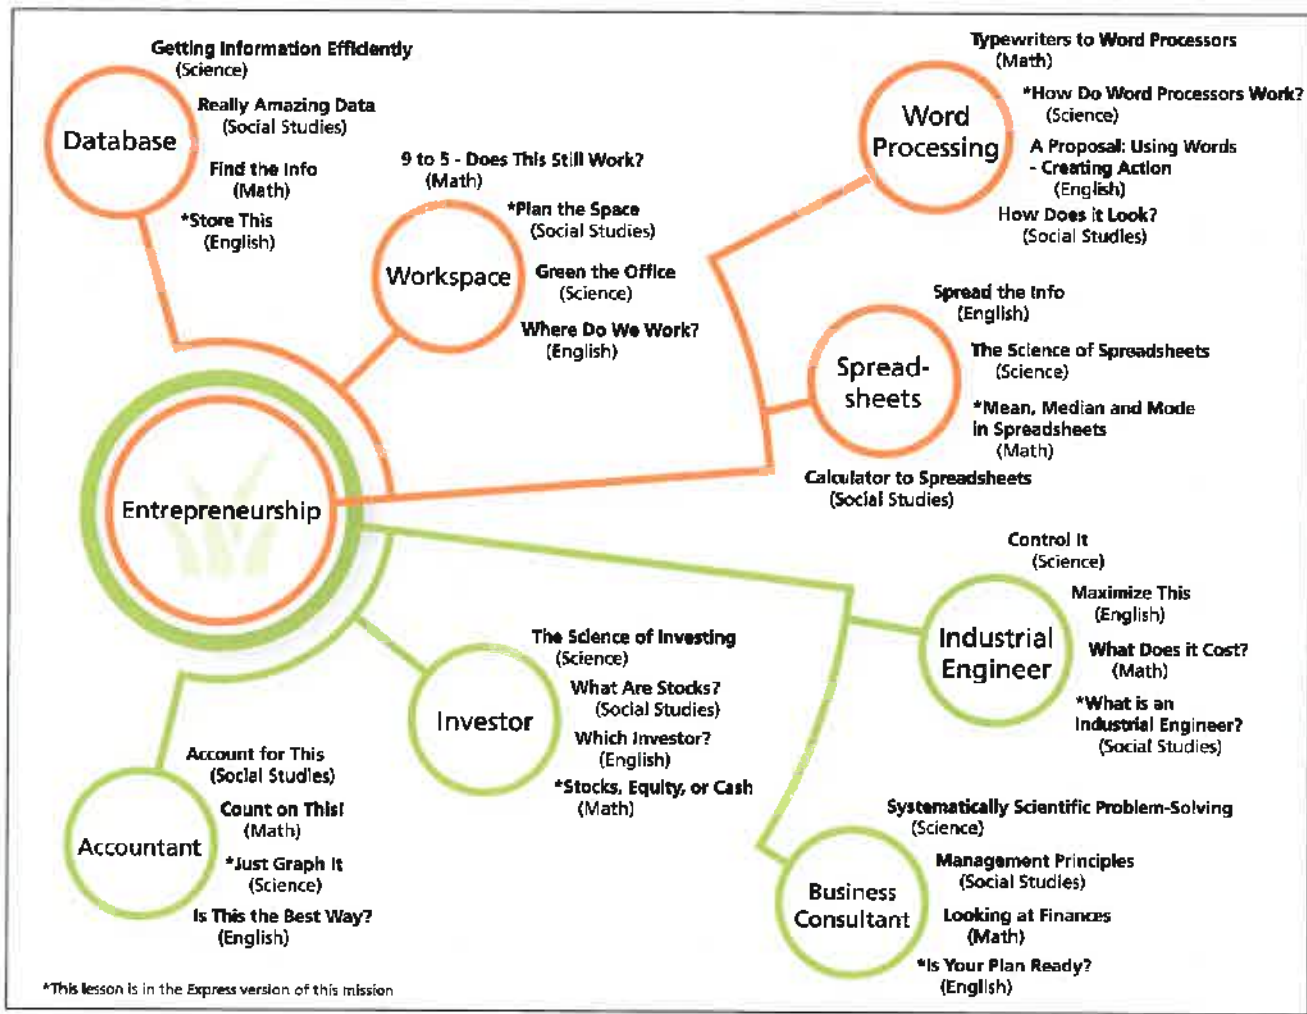 Getting Information Efficiently
(Science)
Really Amazing Data
(Social Studies)
Database
Find the Info
(Math)
*Store This
(English)
9 to 5 - Does This Still Work?
(Math)
*Plan the Space
(Social Studies)
Workspace
Green the Office
(Science)
Where Do We Work?
(English)
Typewriters to Word Processors
(Math)
*How Do Word Processors Work?
(Science)
Word
Processing
A Proposal: Using Words
- Creating Action
(English)
How Does it Look?
(Social Studies)
Spread the Info
(English)
The Science of Spreadsheets
(Science)
Spread-
sheets
*Mean, Median and Mode
in Spreadsheets
(Math)
Calculator to Spreadsheets
(Social Studies)
Entrepreneurship
Control It
(Science)
Maximize This
(English)
Industrial
Engineer
What Does it Cost?
(Math)
*What is an
Industrial Engineer?
(Social Studies)
The Science of Investing
(Science)
What Are Stocks?
(Social Studies)
Investor
Which Investor?
(English)
*Stocks, Equity, or Cash
(Math)
Account for This
(Social Studies)
Count on This!
(Math)
Accountant
*Just Graph It
(Science)
Is This the Best Way?
(English)
Systematically Scientific Problem-Solving
(Science)
Management Principles
(Social Studies)
Business
Consultant
Looking at Finances
(Math)
*Is Your Plan Ready?
(English)
*This lesson is in the Express version of this mission